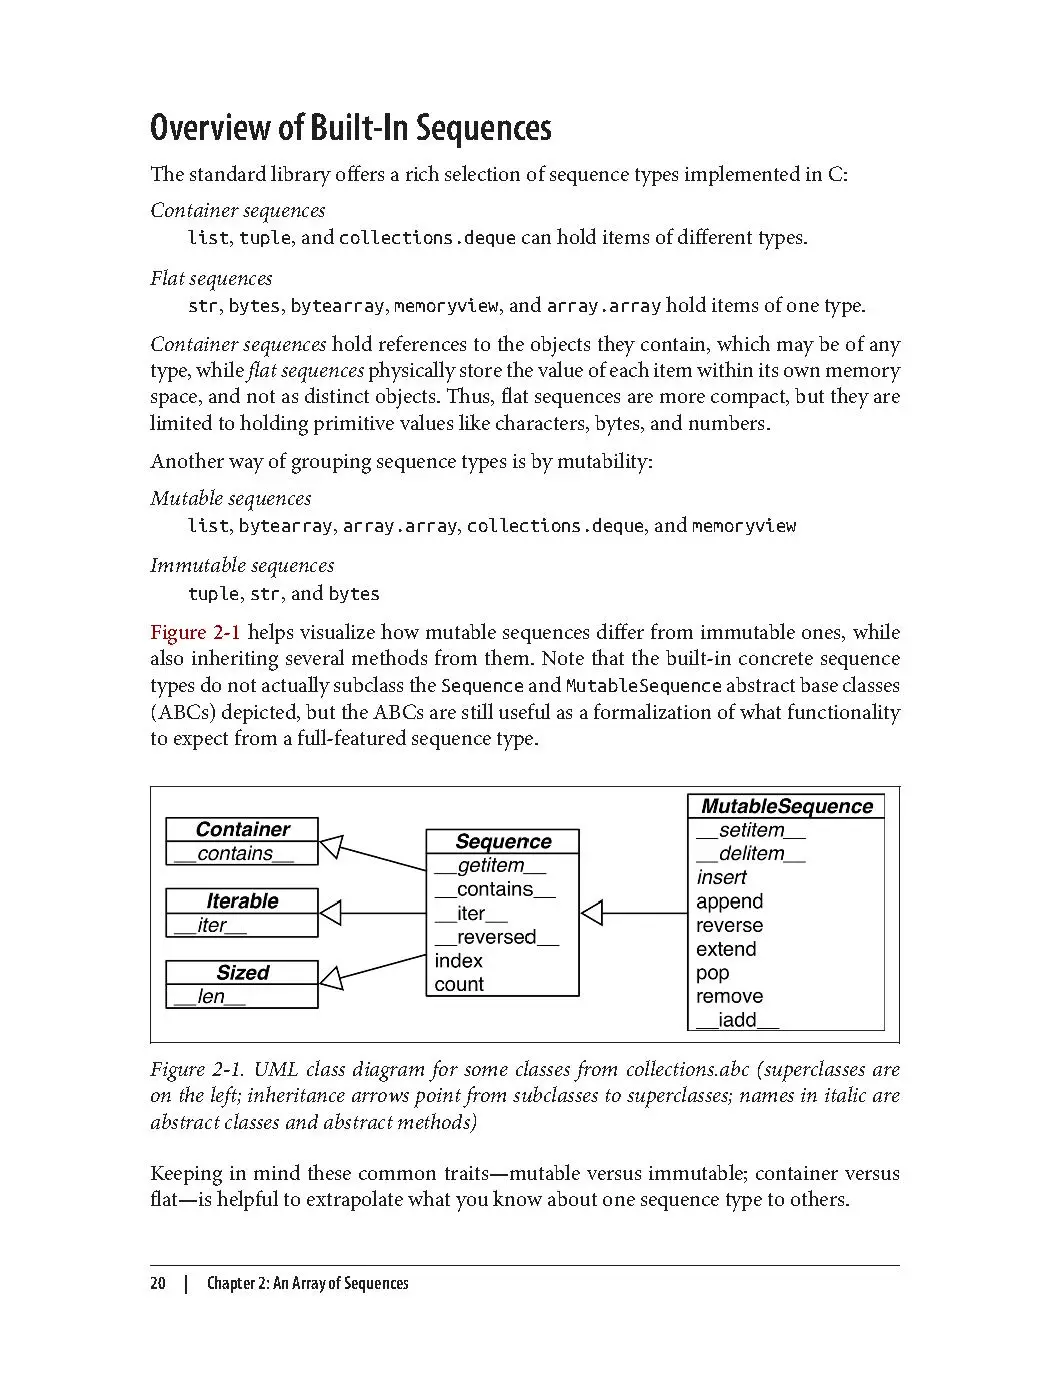 Overview of Built-In Sequences
The standard library offers a rich selection of sequence types implemented in C:
Container sequences
list, tuple, and collections.deque can hold items of different types.
Flat sequences
str, bytes, bytearray, memoryview, and array.array hold items of one type.
Container sequences hold references to the objects they contain, which may be of any
type, while flat sequences physically store the value of each item within its own memory
space, and not as distinct objects. Thus, flat sequences are more compact, but they are
limited to holding primitive values like characters, bytes, and numbers.
Another way of grouping sequence types is by mutability:
Mutable sequences
list, bytearray, array.array, collections.deque, and memoryview
Immutable sequences
tuple, str, and bytes
Figure 2-1 helps visualize how mutable sequences differ from immutable ones, while
also inheriting several methods from them. Note that the built-in concrete sequence
types do not actually subclass the Sequence and MutableSequence abstract base classes
(ABCs) depicted, but the ABCs are still useful as a formalization of what functionality
to expect from a full-featured sequence type.
Container
__contains__
Iterable
__iter__
Sized
__len__
Sequence
__getitem__
__contains__
__iter__
__reversed__
index
count
MutableSequence
__setitem__
__delitem__
insert
append
reverse
extend
pop
remove
__iadd__
Figure 2-1. UML class diagram for some classes from collections.abc (superclasses are
on the left; inheritance arrows point from subclasses to superclasses; names in italic are
abstract classes and abstract methods)
Keeping in mind these common traits—mutable versus immutable; container versus
flat—is helpful to extrapolate what you know about one sequence type to others.
20 | Chapter 2: An Array of Sequences